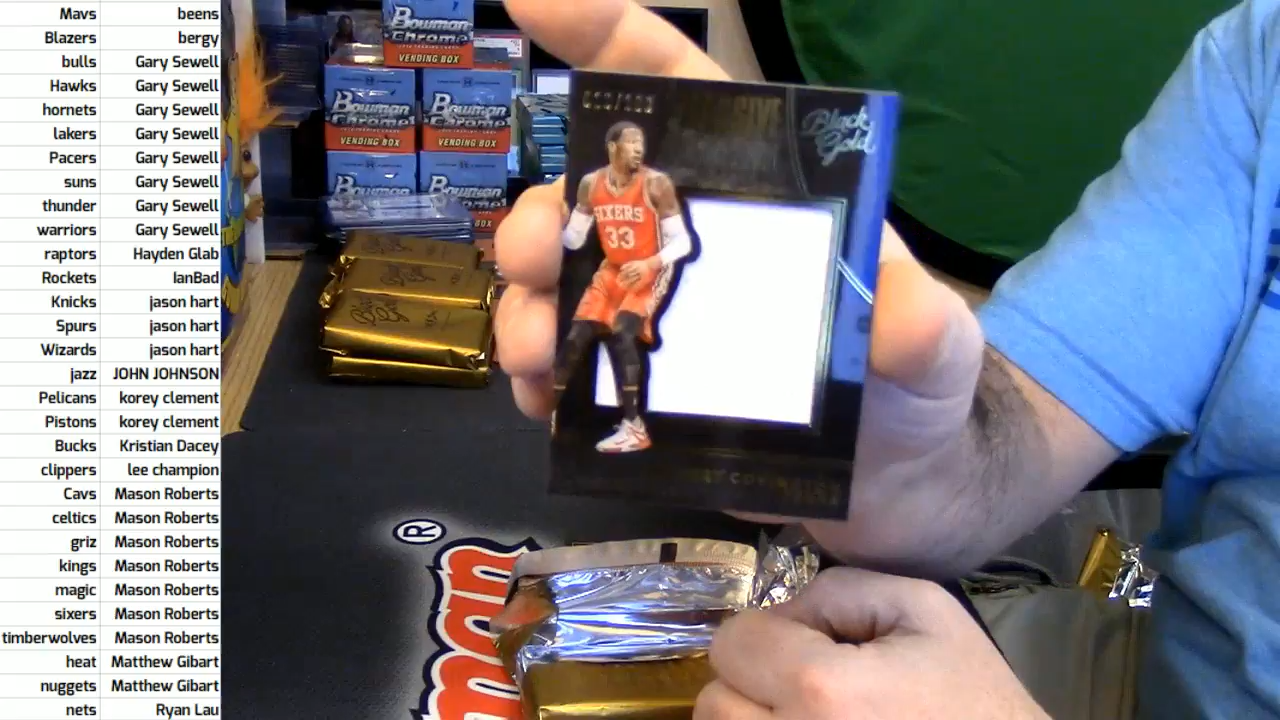 Mavs beens
Blazers bergy
bulls Gary Sewell
Hawks Gary Sewell
hornets Gary Sewell
lakers Gary Sewell
Pacers Gary Sewell
suns Gary Sewell
thunder Gary Sewell
warriors Gary Sewell
raptors Hayden Glab
Rockets IanBad
Knicks jason hart
Spurs jason hart
Wizards jason hart
jazz JOHN JOHNSON
Pelicans korey clement
Pistons korey clement
Bucks Kristian Dacey
clippers lee champion
Cavs Mason Roberts
celtics Mason Roberts
griz Mason Roberts
kings Mason Roberts
magic Mason Roberts
sixers Mason Roberts
timberwolves Mason Roberts
heat Matthew Gibart
nuggets Matthew Gibart
nets Ryan Lau
Bowman
Chrome
VENDING BOX
Bowman
Chrome
VENDING BOX
Bowman
Chrome
VENDING BOX
Bowman
Bowman
Black
Gold
SIXERS
33
®